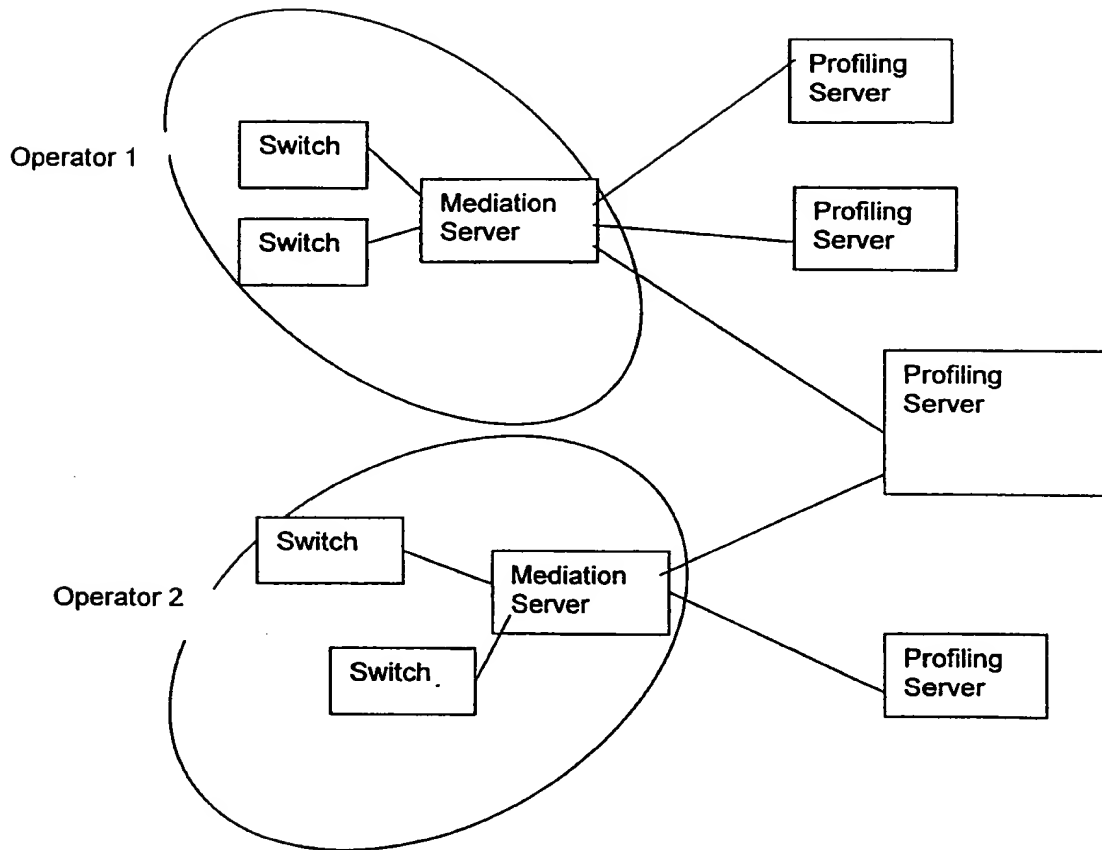 Profiling
Server
Operator 1
Switch
Mediation
Server
Switch
Profiling
Server
Profiling
Server
Operator 2
Switch
Mediation
Server
Switch
Profiling
Server